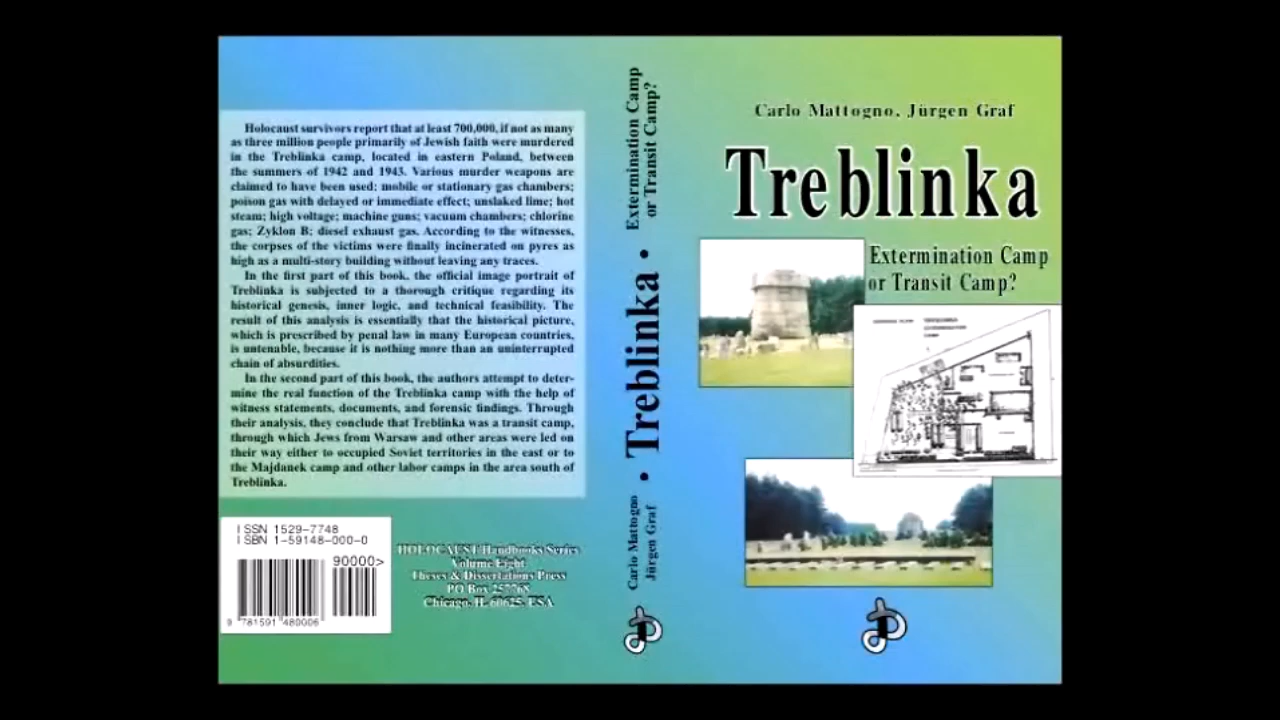 Holocaust survivors report that at least 700,000, if not as many
as three million people primarily of Jewish faith were murdered
in the Treblinka camp, located in eastern Poland, between
the summers of 1942 and 1943. Various murder weapons are
claimed to have been used: mobile or stationary gas chambers;
poison gas with delayed or immediate effect; unslaked lime; hot
steam; high voltage; machine guns; vacuum chambers; chlorine
gas; Zyklon B; diesel exhaust gas. According to the witnesses,
the corpses of the victims were finally incinerated on pyres as
high as a multi-story building without leaving any traces.
In the first part of this book, the official image portrait of
Treblinka is subjected to a thorough critique regarding its
historical genesis, inner logic, and technical feasibility. The
result of this analysis is essentially that the historical picture,
which is prescribed by penal law in many European countries,
is untenable, because it is nothing more than an uninterrupted
chain of absurdities.
In the second part of this book, the authors attempt to deter-
mine the real function of the Treblinka camp with the help of
witness statements, documents, and forensic findings. Through
their analysis, they conclude that Treblinka was a transit camp,
through which Jews from Warsaw and other areas were led on
their way either to occupied Soviet territories in the east or to
the Majdanek camp and other labor camps in the area south of
Treblinka.
ISSN 1529-7748
ISBN 1-59148-000-0
90000>
9 781591 480006
HOLOCAUST Handbooks Series
Volume Eight
Theses & Dissertations Press
PO Box 257768
Chicago, IL 60625, USA
Carlo Mattogno
Jürgen Graf
• Treblinka •
Extermination Camp
or Transit Camp?
Carlo Mattogno, Jürgen Graf
Treblinka
Extermination Camp
or Transit Camp?